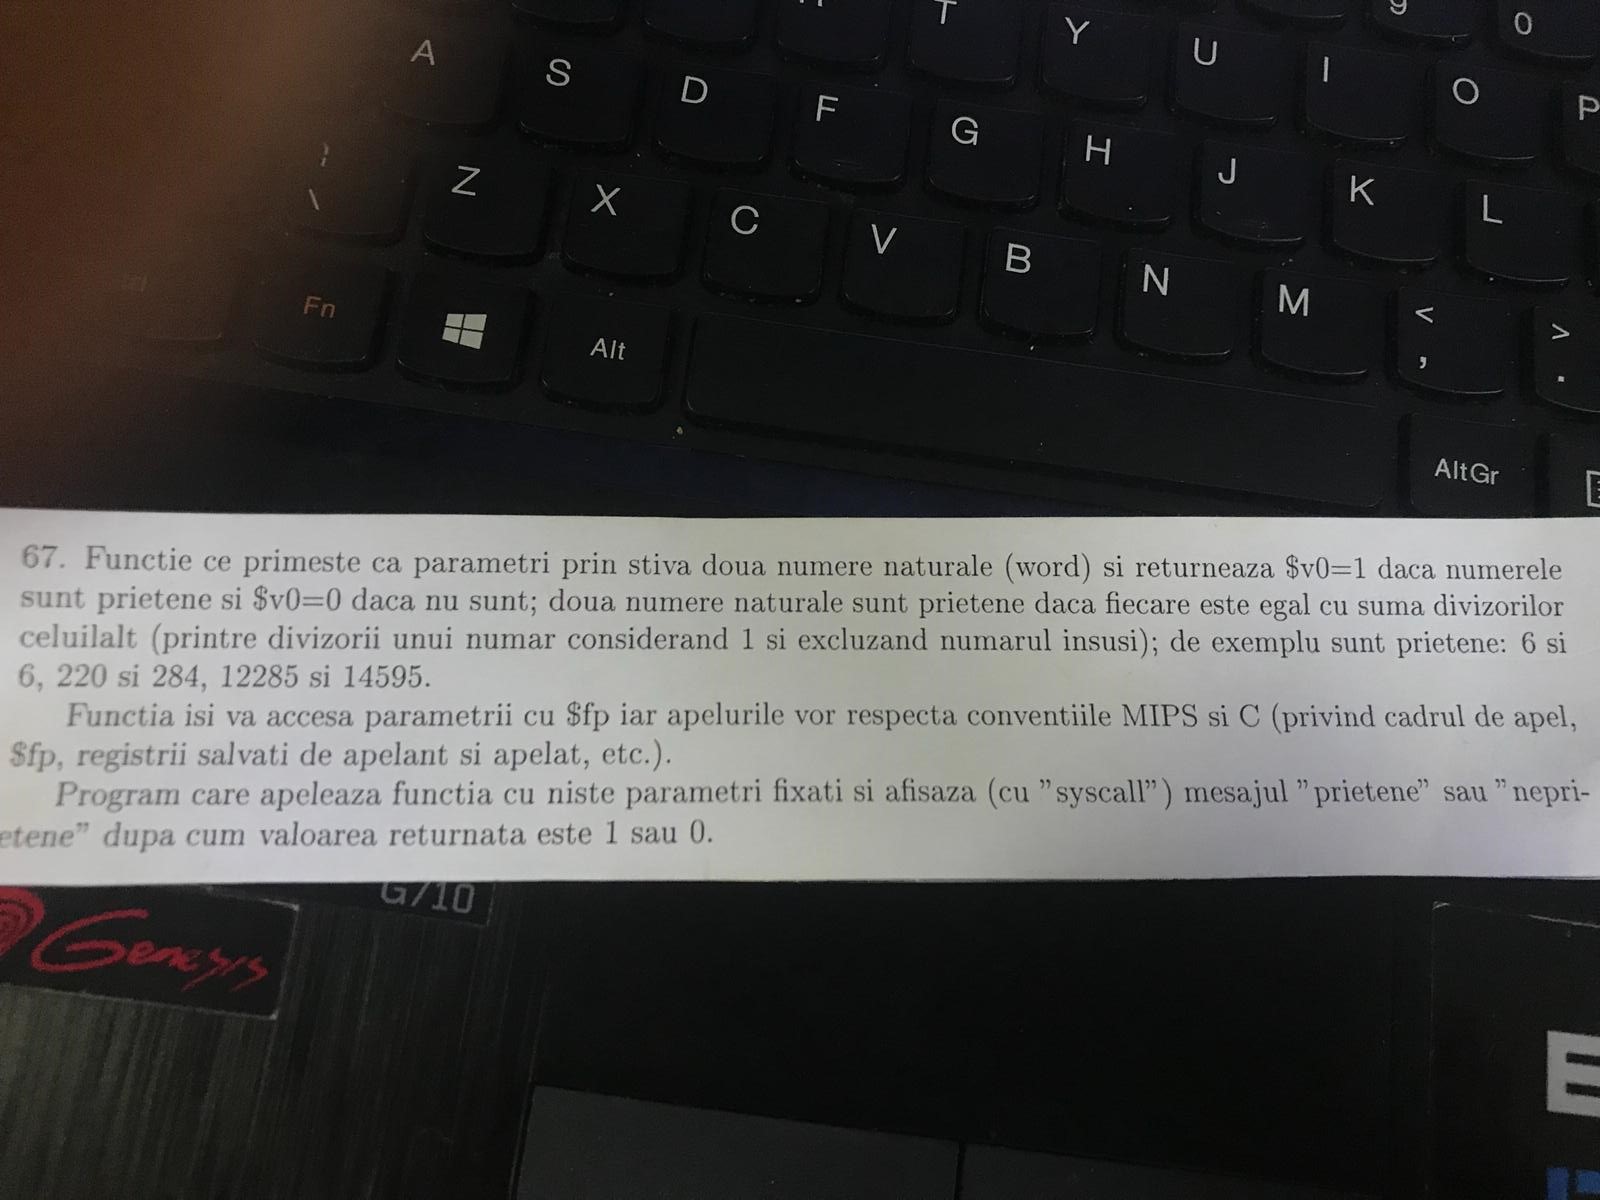 T Y U I O P
A S D F G H J K L
Z X C V B N M < , > .
Fn Alt AltGr
67. Functie ce primeste ca parametri prin stiva doua numere naturale (word) si returneaza $v0=1 daca numerele
sunt prietene si $v0=0 daca nu sunt; doua numere naturale sunt prietene daca fiecare este egal cu suma divizorilor
celuilalt (printre divizorii unui numar considerand 1 si excluzand numarul insusi); de exemplu sunt prietene: 6 si
6, 220 si 284, 12285 si 14595.
Functia isi va accesa parametrii cu $fp iar apelurile vor respecta conventiile MIPS si C (privind cadrul de apel,
$fp, registrii salvati de apelant si apelat, etc.).
Program care apeleaza functia cu niste parametri fixati si afisaza (cu "syscall") mesajul "prietene" sau "nepri-
etene" dupa cum valoarea returnata este 1 sau 0.
G710
Genesis
E